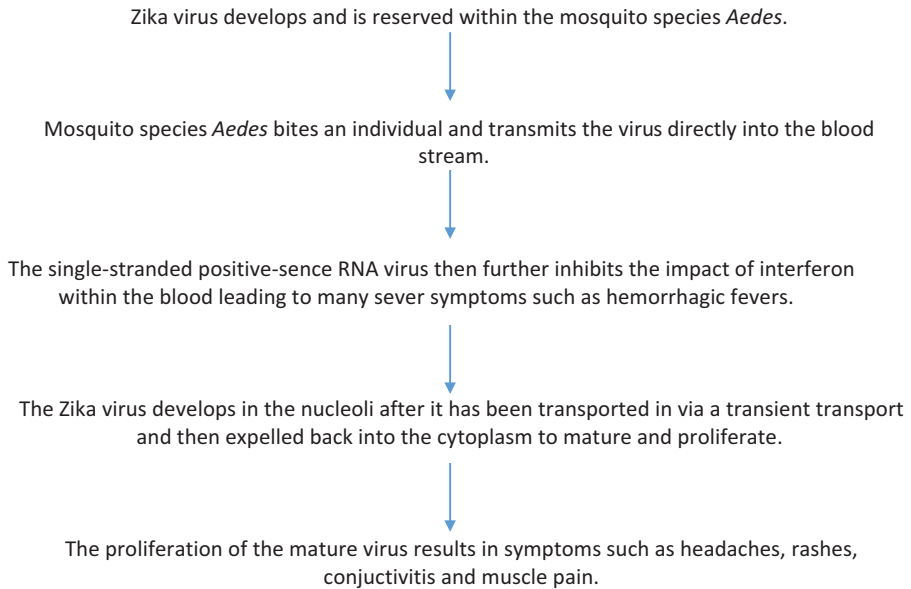 Zika virus develops and is reserved within the mosquito species Aedes.
Mosquito species Aedes bites an individual and transmits the virus directly into the blood
stream.
The single-stranded positive-sence RNA virus then further inhibits the impact of interferon
within the blood leading to many sever symptoms such as hemorrhagic fevers.
The Zika virus develops in the nucleoli after it has been transported in via a transient transport
and then expelled back into the cytoplasm to mature and proliferate.
The proliferation of the mature virus results in symptoms such as headaches, rashes,
conjuctivitis and muscle pain.